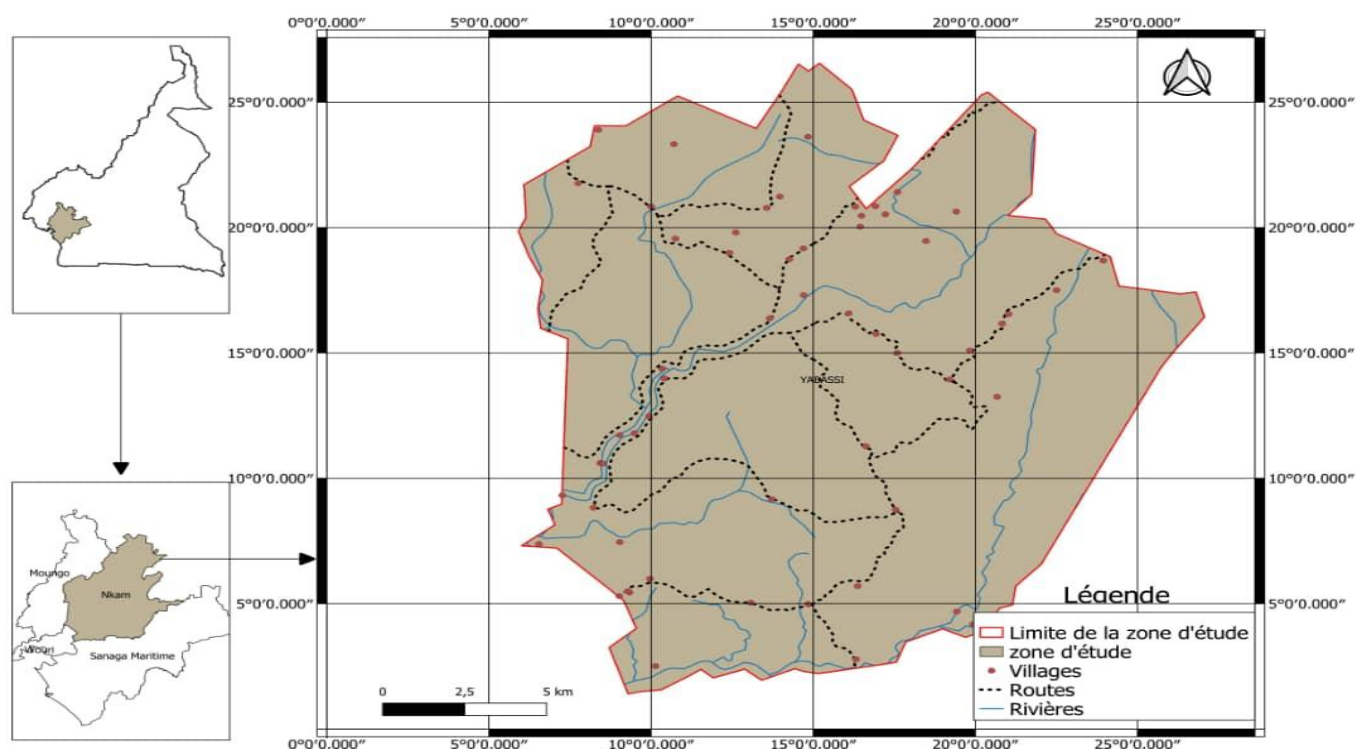 0°0'0.000" 5°0'0.000" 10°0'0.000" 15°0'0.000" 20°0'0.000" 25°0'0.000"
25°0'0.000" 25°0'0.000"
20°0'0.000" 20°0'0.000"
15°0'0.000" 15°0'0.000"
YABASSI
10°0'0.000" 10°0'0.000"
Moungo
Nkam
Wouri
Sanaga Maritime
5°0'0.000" 5°0'0.000"
Légende
Limite de la zone d'étude
zone d'étude
Villages
Routes
Rivières
0 2,5 5 km
0°0'0.000" 5°0'0.000" 10°0'0.000" 15°0'0.000" 20°0'0.000" 25°0'0.000"